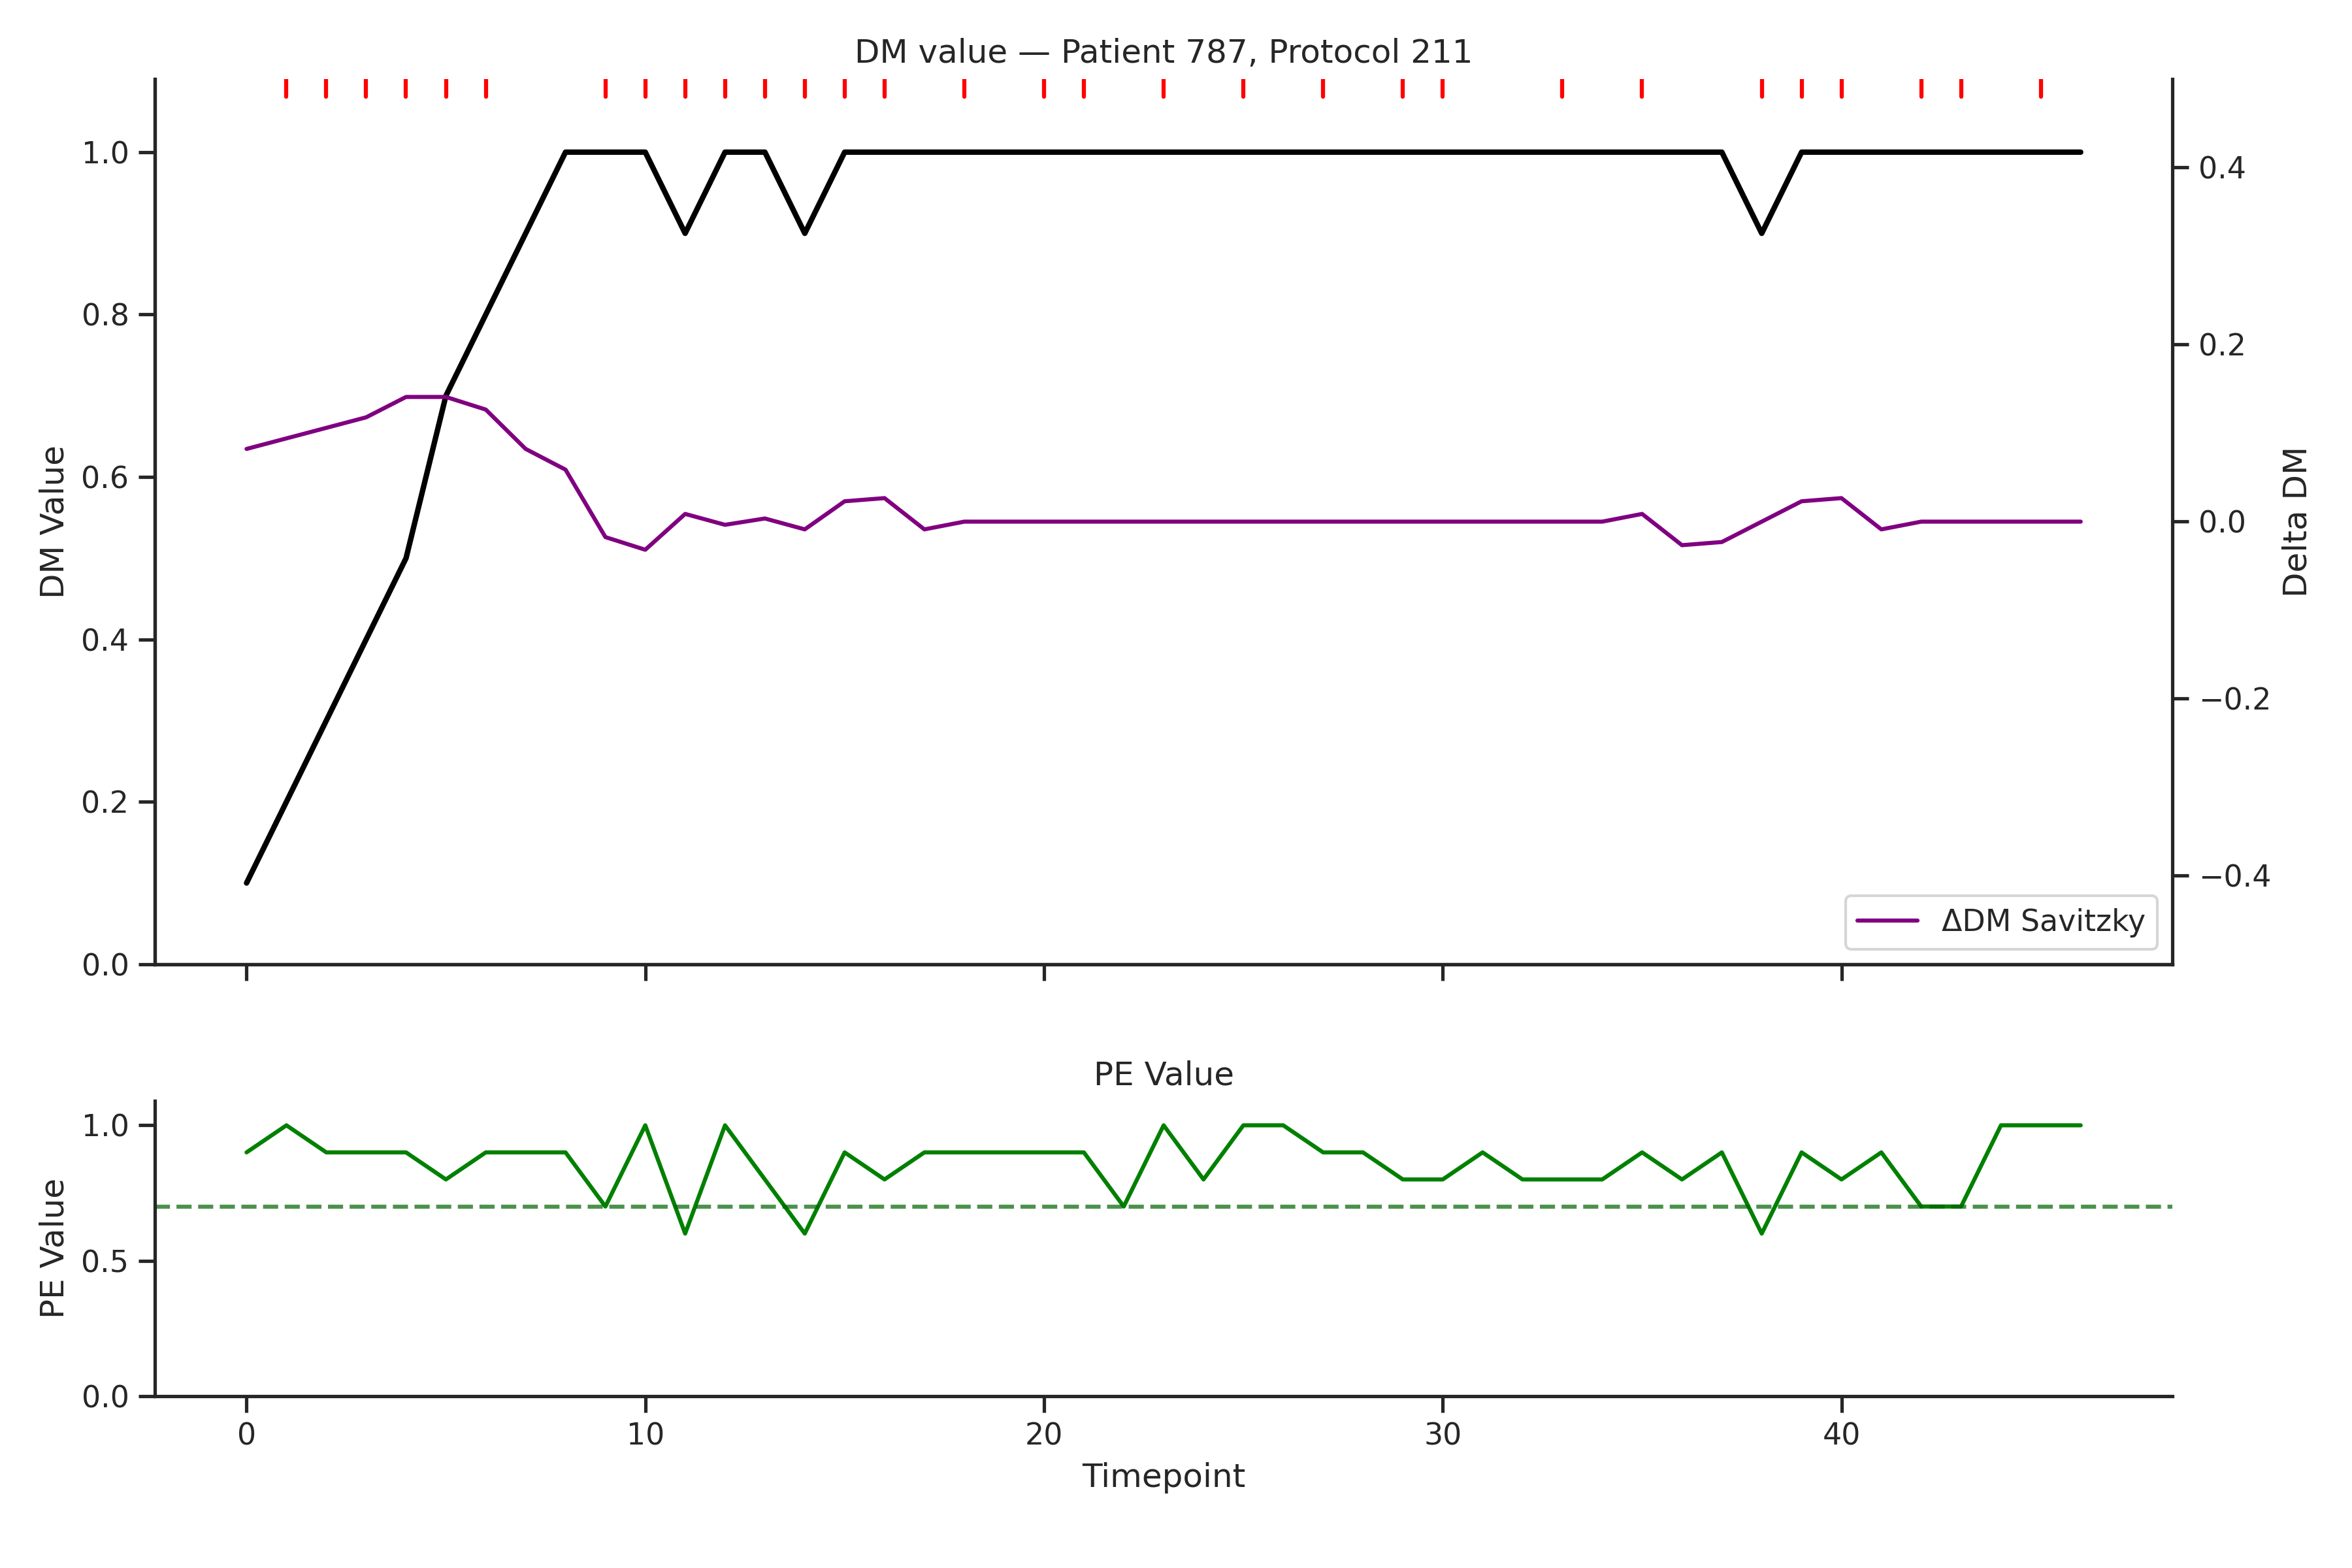 DM value — Patient 787, Protocol 211
DM Value
1.0
0.8
0.6
0.4
0.2
0.0
Delta DM
0.4
0.2
0.0
−0.2
−0.4
ΔDM Savitzky
PE Value
PE Value
1.0
0.5
0.0
0
10
20
30
40
Timepoint